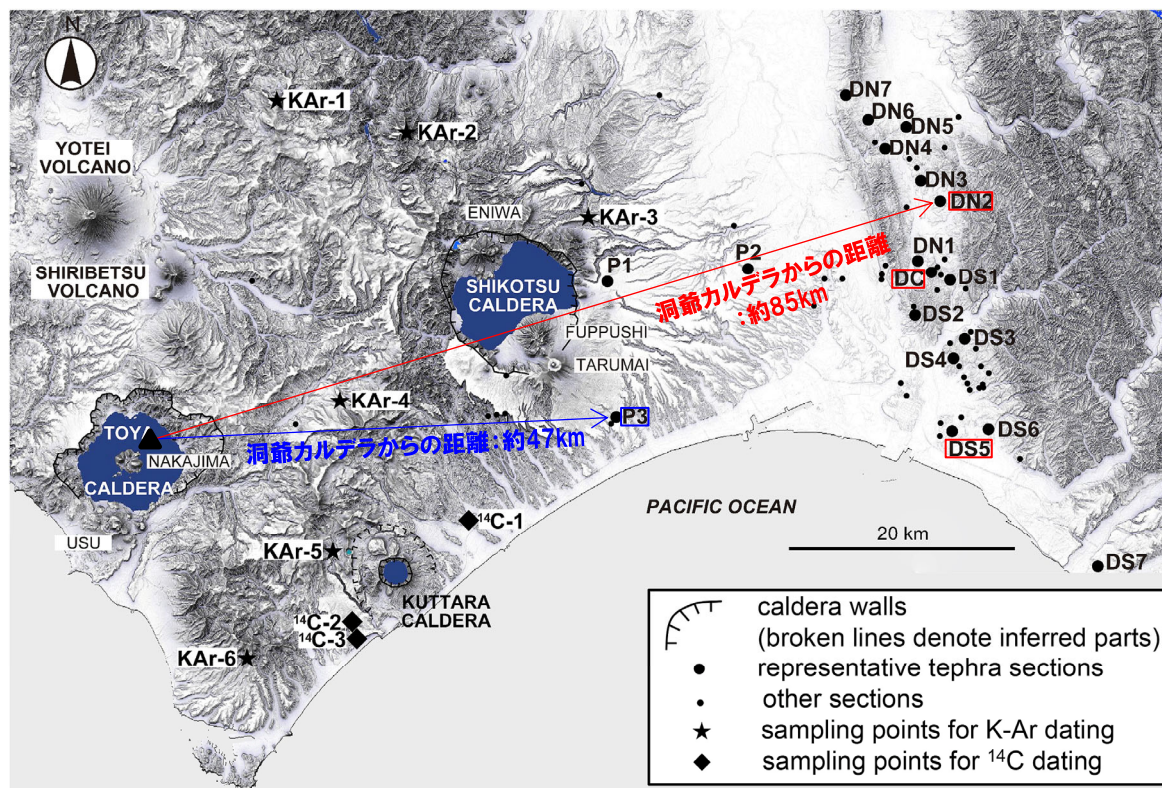 N
KAr-1
KAr-2
YOTEI
VOLCANO
SHIRIBETSU
VOLCANO
ENIWA
KAr-3
SHIKOTSU
CALDERA
P1
P2
FUPPUSHI
TARUMAI
DN7
DN6
DN5
DN4
DN3
DN2
DN1
DC
DS1
DS2
DS3
DS4
DS5
DS6
DS7
洞爺カルデラからの距離
:約85km
KAr-4
P3
洞爺カルデラからの距離:約47km
TOYA
NAKAJIMA
CALDERA
USU
14C-1
KAr-5
KUTTARA
CALDERA
14C-2
14C-3
KAr-6
PACIFIC OCEAN
20 km
caldera walls
(broken lines denote inferred parts)
representative tephra sections
other sections
sampling points for K-Ar dating
sampling points for 14C dating